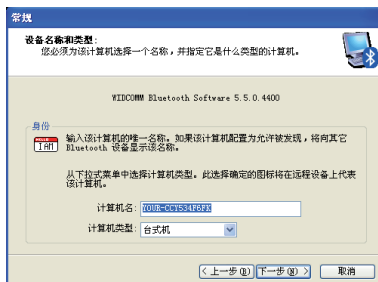 常规
设备名称和类型:
您必须为该计算机选择一个名称，并指定它是什么类型的计算机。
WIDCOMM Bluetooth Software 5.5.0.4400
身份
HELLO
I AM
输入该计算机的唯一名称。如果该计算机配置为允许被发现，将向其它
Bluetooth 设备显示该名称。
从下拉式菜单中选择计算机类型。此选择确定的图标将在远程设备上代表
该计算机。
计算机名: YOUR-CCY534F6FK
计算机类型: 台式机
< 上一步(B) 下一步(N) > 取消